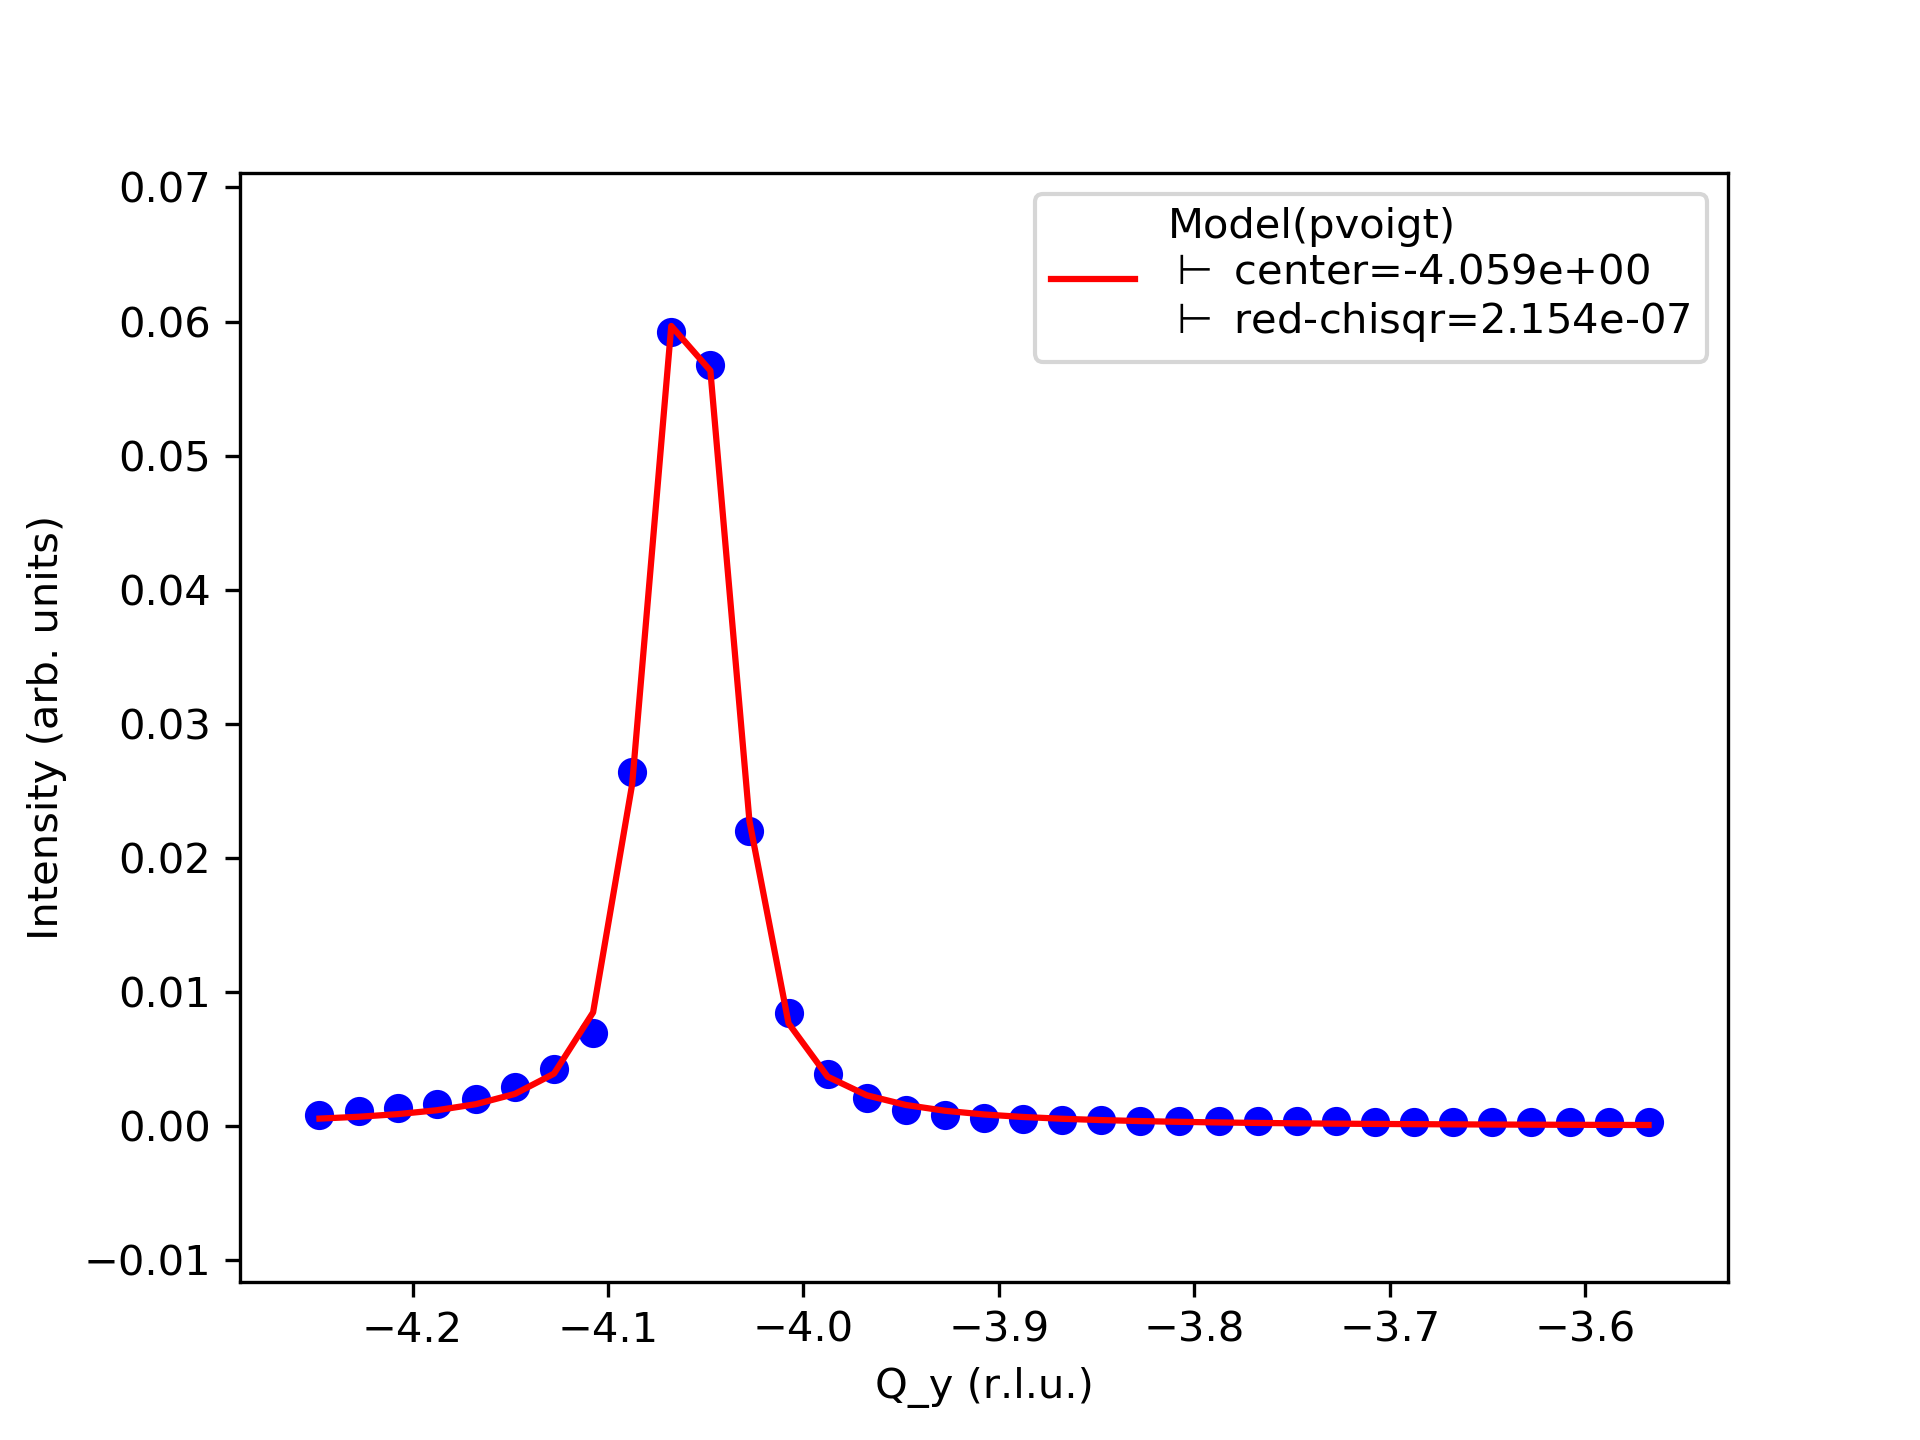 Model(pvoigt)
⊢ center=-4.059e+00
⊢ red-chisqr=2.154e-07
0.07
0.06
0.05
0.04
0.03
0.02
0.01
0.00
−0.01
Intensity (arb. units)
−4.2 −4.1 −4.0 −3.9 −3.8 −3.7 −3.6
Q_y (r.l.u.)